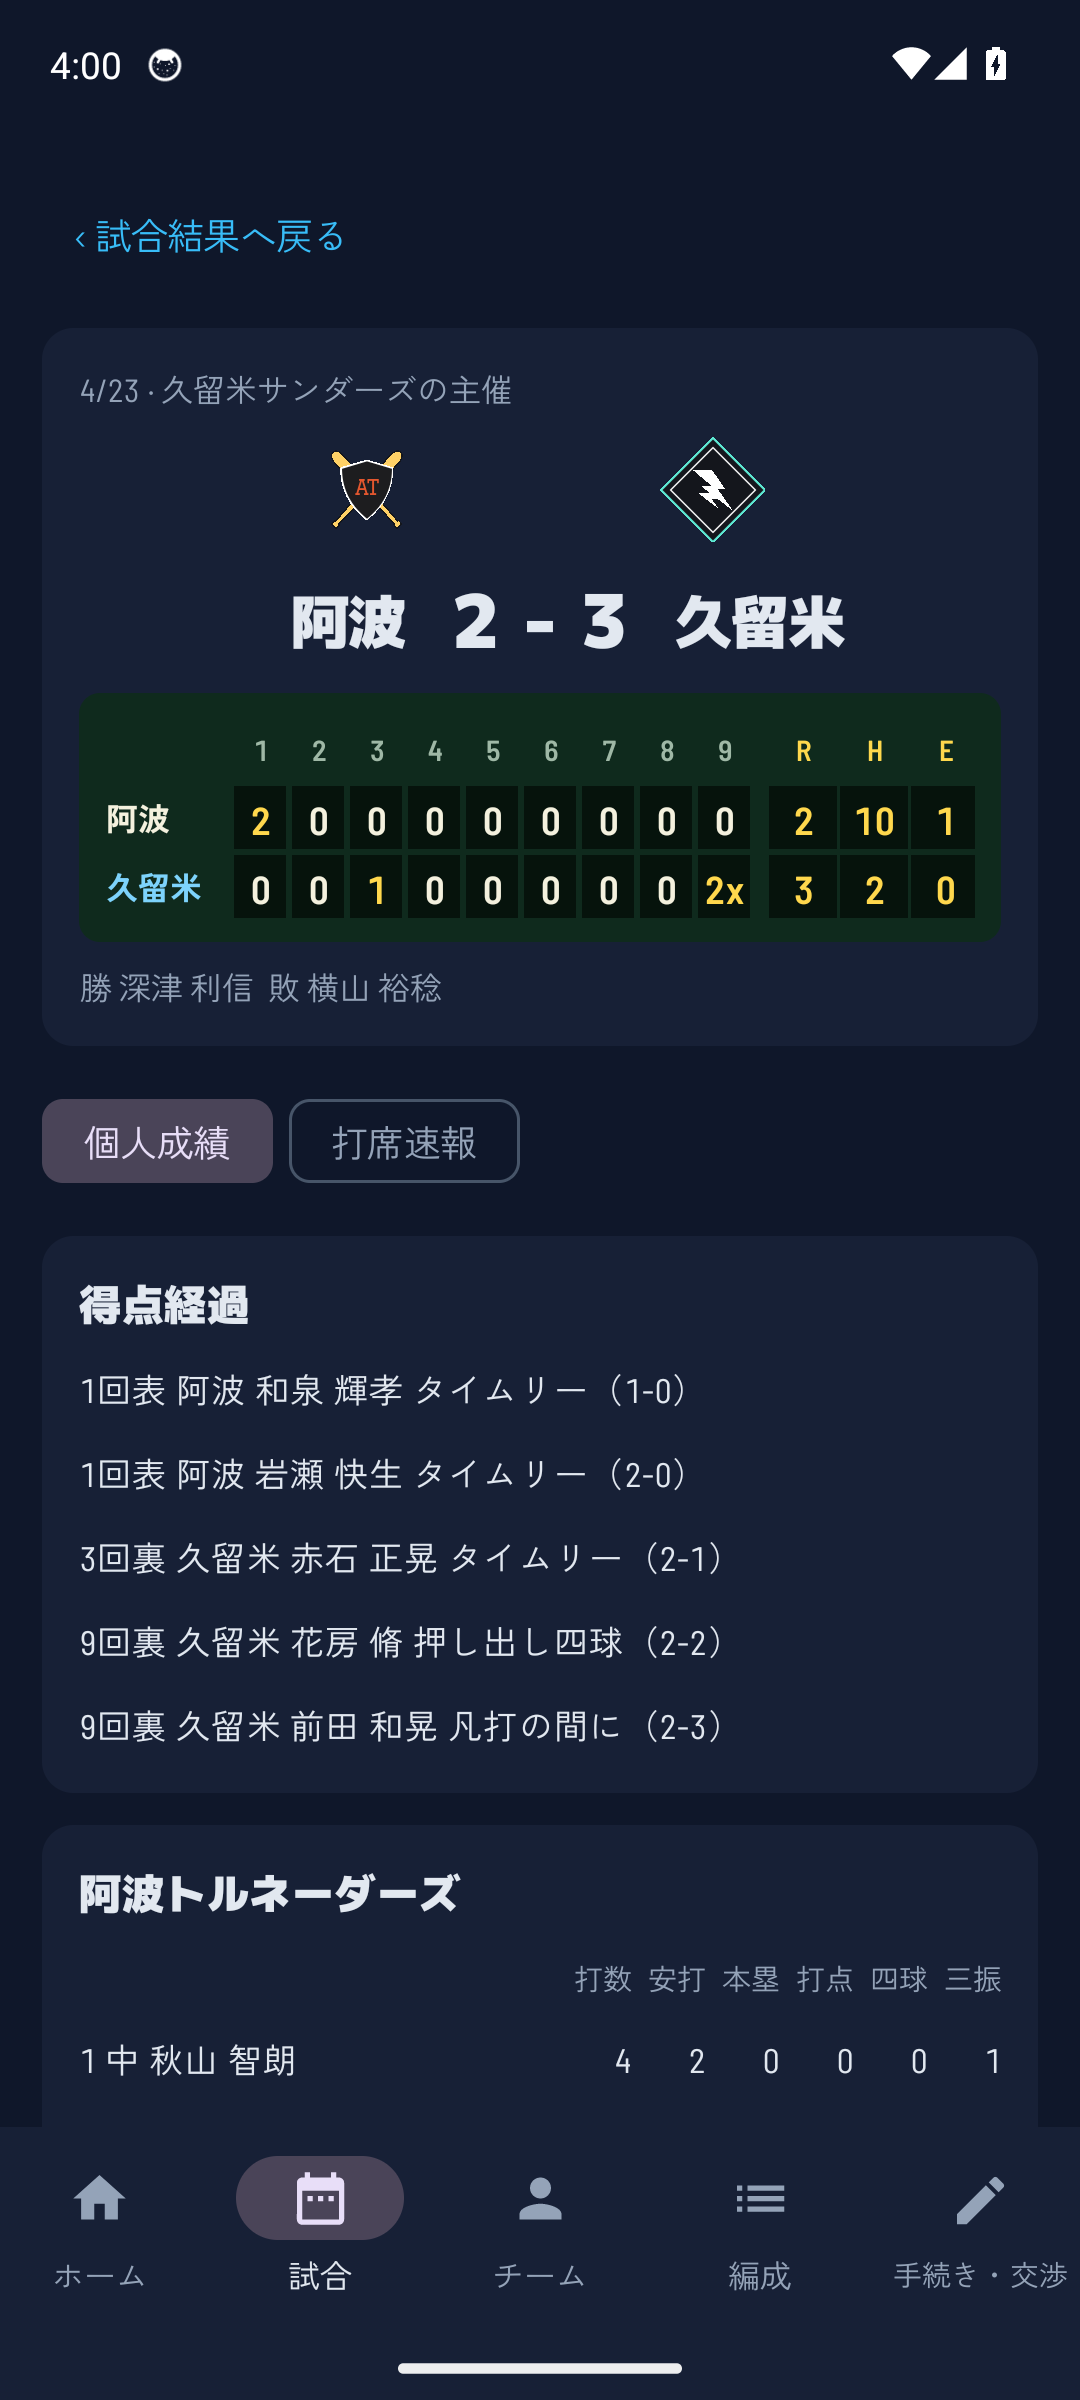 4:00
‹ 試合結果へ戻る
4/23 · 久留米サンダーズの主催
AT
阿波 2 - 3 久留米
1 2 3 4 5 6 7 8 9 R H E
阿波 2 0 0 0 0 0 0 0 0 2 10 1
久留米 0 0 1 0 0 0 0 0 2x 3 2 0
勝 深津 利信 敗 横山 裕稔
個人成績 打席速報
得点経過
1回表 阿波 和泉 輝孝 タイムリー（1-0）
1回表 阿波 岩瀬 快生 タイムリー（2-0）
3回裏 久留米 赤石 正晃 タイムリー（2-1）
9回裏 久留米 花房 脩 押し出し四球（2-2）
9回裏 久留米 前田 和晃 凡打の間に（2-3）
阿波トルネーダーズ
打数 安打 本塁 打点 四球 三振
1 中 秋山 智朗 4 2 0 0 0 1
ホーム 試合 チーム 編成 手続き・交渉